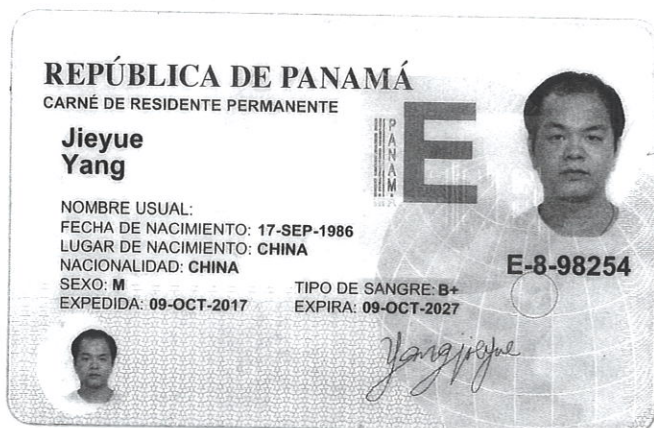 REPÚBLICA DE PANAMÁ
CARNÉ DE RESIDENTE PERMANENTE
Jieyue
Yang
PANAMÁ
E
NOMBRE USUAL:
FECHA DE NACIMIENTO: 17-SEP-1986
LUGAR DE NACIMIENTO: CHINA
NACIONALIDAD: CHINA
SEXO: M
TIPO DE SANGRE: B+
EXPEDIDA: 09-OCT-2017
EXPIRA: 09-OCT-2027
E-8-98254
Yangjieyue